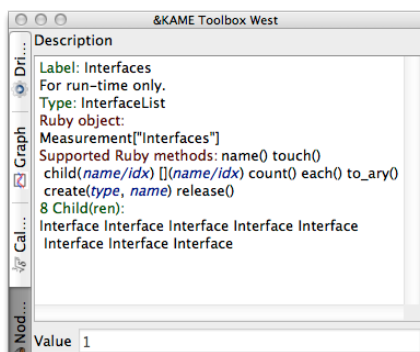 &KAME Toolbox West
Description
Dri...
Graph
Cal...
Nod...
Label: Interfaces
For run-time only.
Type: InterfaceList
Ruby object:
Measurement["Interfaces"]
Supported Ruby methods: name() touch()
child(name/idx) [](name/idx) count() each() to_ary()
create(type, name) release()
8 Child(ren):
Interface Interface Interface Interface Interface
Interface Interface Interface
Value 1